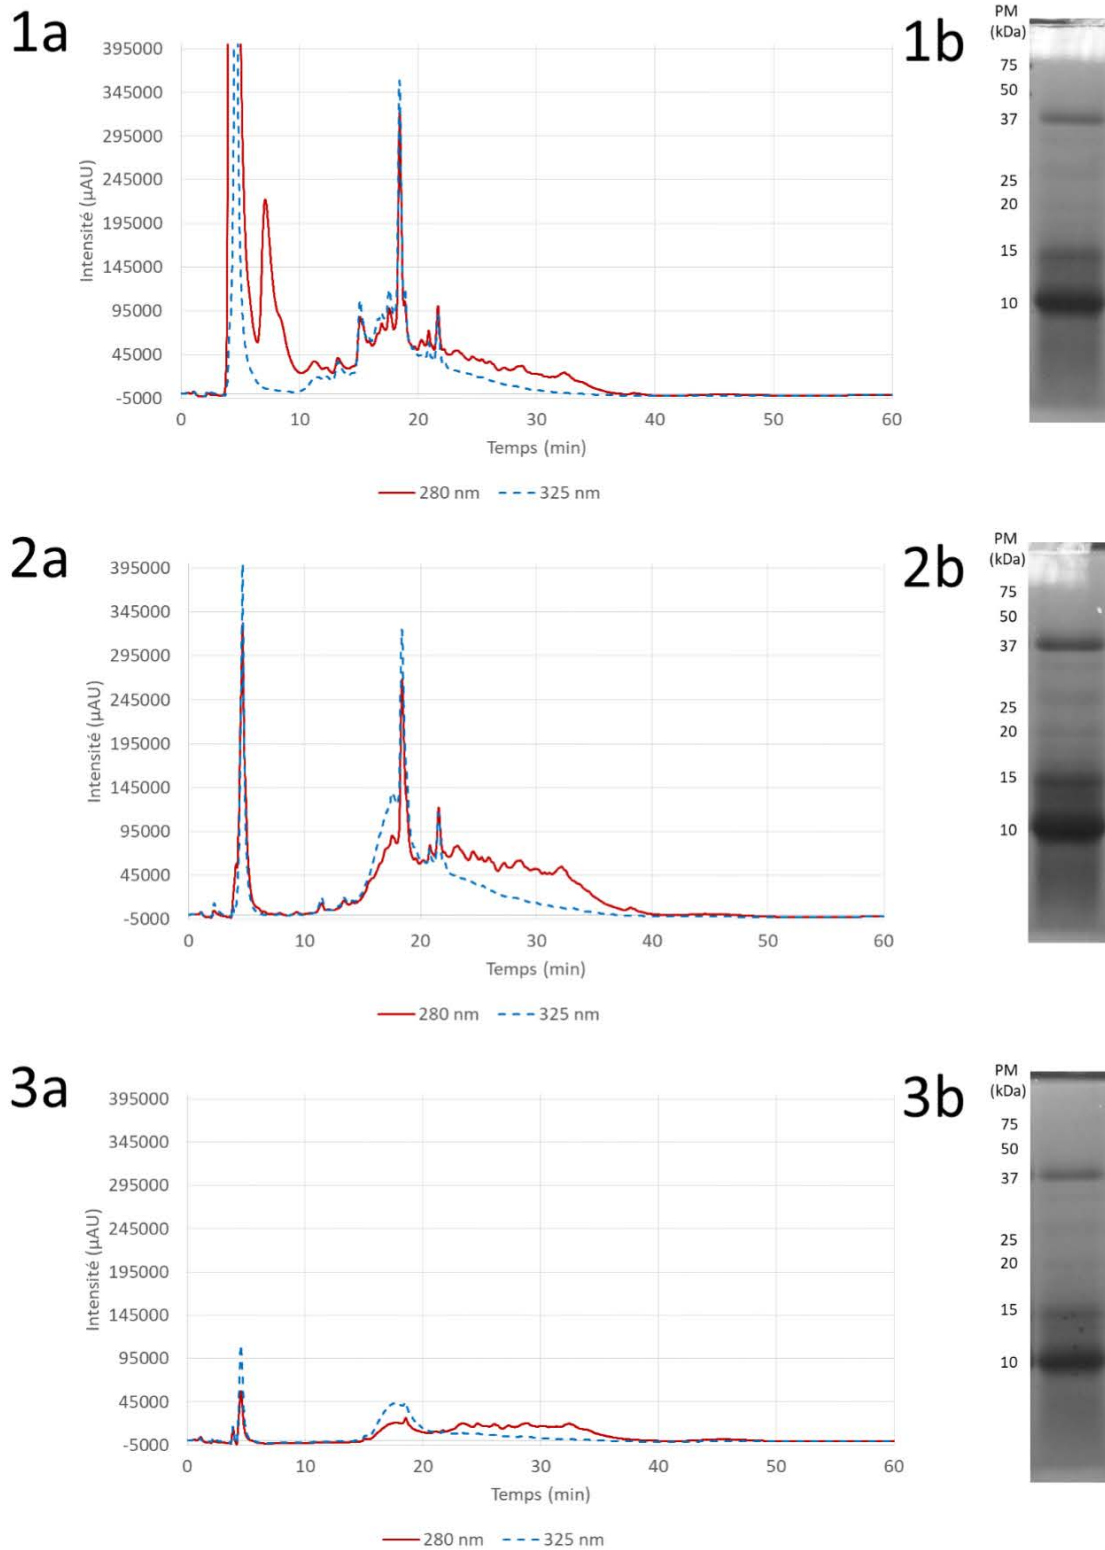 1a
395000
345000
295000
245000
195000
145000
95000
45000
-5000
Intensité (µAU)
0 10 20 30 40 50 60
Temps (min)
280 nm 325 nm
1b
PM
(kDa)
75
50
37
25
20
15
10
2a
395000
345000
295000
245000
195000
145000
95000
45000
-5000
Intensité (µAU)
0 10 20 30 40 50 60
Temps (min)
280 nm 325 nm
2b
PM
(kDa)
75
50
37
25
20
15
10
3a
395000
345000
295000
245000
195000
145000
95000
45000
-5000
Intensité (µAU)
0 10 20 30 40 50 60
Temps (min)
280 nm 325 nm
3b
PM
(kDa)
75
50
37
25
20
15
10